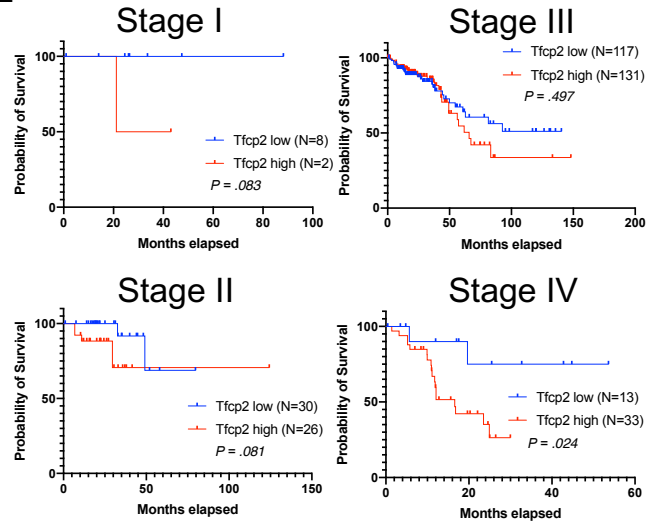 Stage I
Probability of Survival
100
50
0
Tfcp2 low (N=8)
Tfcp2 high (N=2)
P = .083
0 20 40 60 80 100
Months elapsed
Stage III
Probability of Survival
100
50
0
Tfcp2 low (N=117)
Tfcp2 high (N=131)
P = .497
0 50 100 150 200
Months elapsed
Stage II
Probability of Survival
100
50
0
Tfcp2 low (N=30)
Tfcp2 high (N=26)
P = .081
0 50 100 150
Months elapsed
Stage IV
Probability of Survival
100
50
0
Tfcp2 low (N=13)
Tfcp2 high (N=33)
P = .024
0 20 40 60
Months elapsed